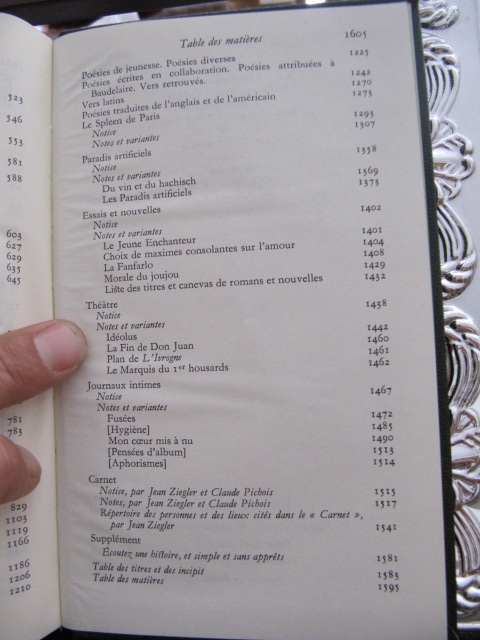 Table des matières 1605
Poésies de jeunesse. Poésies diverses 1225
Poésies écrites en collaboration. Poésies attribuées à
Baudelaire. Vers retrouvés. 1242
Vers latins 1270
Poésies traduites de l'anglais et de l'américain 1273
Le Spleen de Paris
Notice 1295
Notes et variantes 1307
Paradis artificiels
Notice 1358
Notes et variantes
Du vin et du hachisch 1369
Les Paradis artificiels 1373
Essais et nouvelles
Notice 1402
Notes et variantes
Le Jeune Enchanteur 1401
Choix de maximes consolantes sur l'amour 1404
La Fanfarlo 1408
Morale du joujou 1429
Liste des titres et canevas de romans et nouvelles 1432
Théâtre
Notice 1438
Notes et variantes
Idéolus 1442
La Fin de Don Juan 1460
Plan de L'Ivrogne 1461
Le Marquis du 1er housards 1462
Journaux intimes
Notice 1467
Notes et variantes
Fusées 1472
[Hygiène] 1485
Mon cœur mis à nu 1490
[Pensées d'album] 1513
[Aphorismes] 1514
Carnet
Notice, par Jean Ziegler et Claude Pichois 1515
Notes, par Jean Ziegler et Claude Pichois 1517
Répertoire des personnes et des lieux cités dans le « Carnet »,
par Jean Ziegler 1541
Supplément
Écoutez une histoire, et simple et sans apprêts 1581
Table des titres et des incipit 1583
Table des matières 1595
523
546
553
581
588
603
627
629
635
645
781
783
829
1103
1119
1166
1186
1206
1210